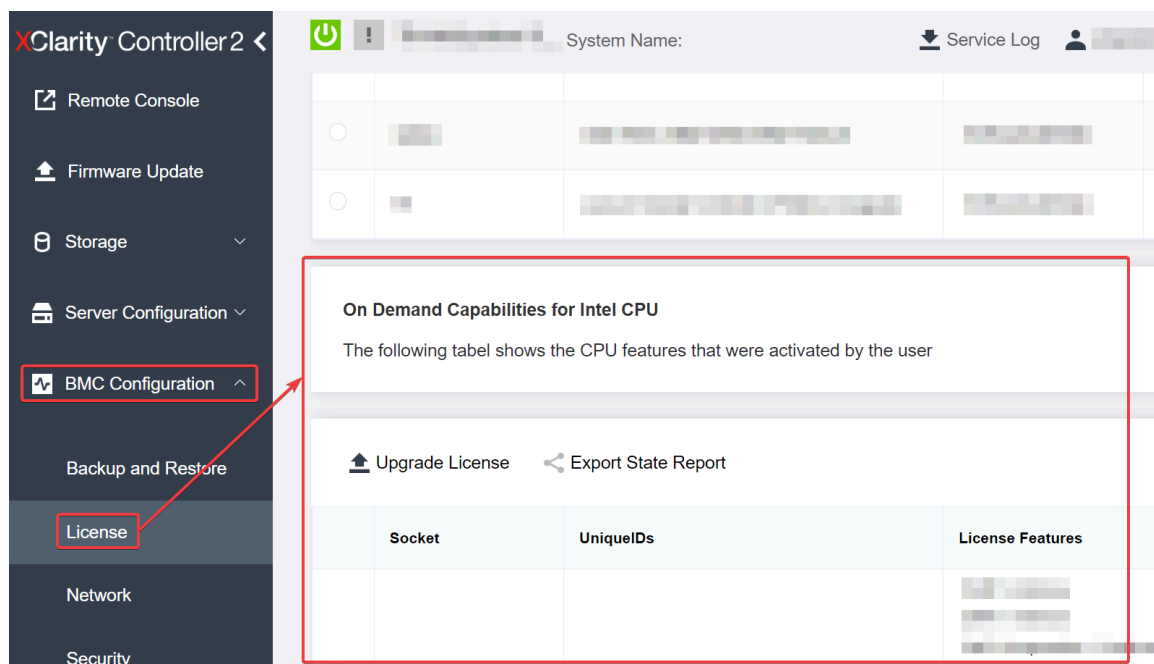 XClarity Controller 2
System Name:
Service Log
Remote Console
Firmware Update
Storage
Server Configuration
BMC Configuration
Backup and Restore
License
Network
Security
On Demand Capabilities for Intel CPU
The following tabel shows the CPU features that were activated by the user
Upgrade License
Export State Report
Socket
UniqueIDs
License Features